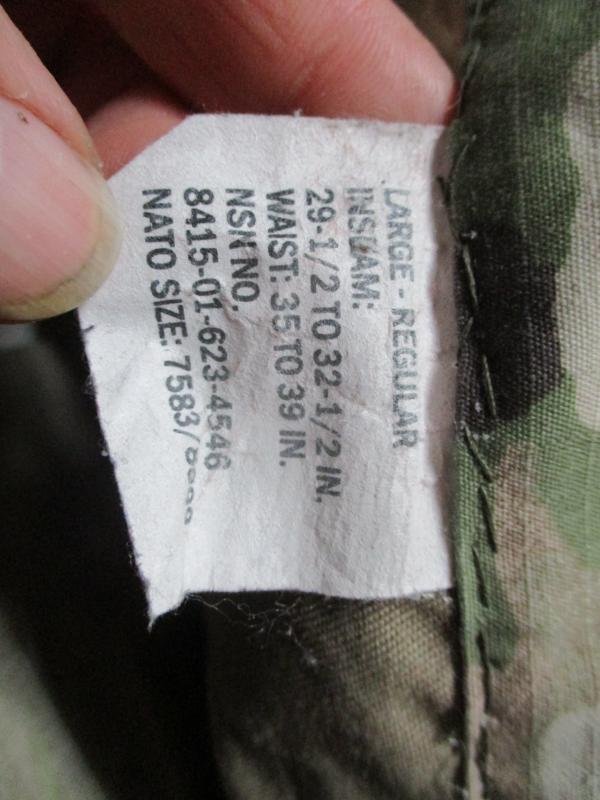 LARGE - REGULAR
INSEAM:
29-1/2 TO 32-1/2 IN.
WAIST: 35 TO 39 IN.
NSN NO.
8415-01-623-4546
NATO SIZE: 7583/